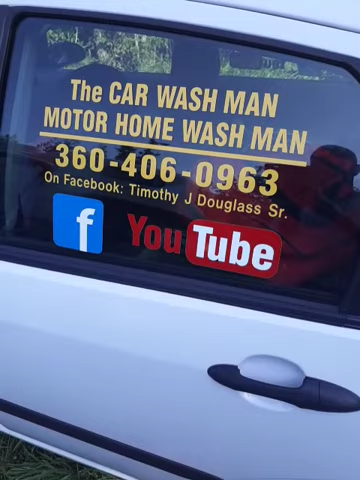 The CAR WASH MAN
MOTOR HOME WASH MAN
360-406-0963
On Facebook: Timothy J Douglass Sr.
f YouTube